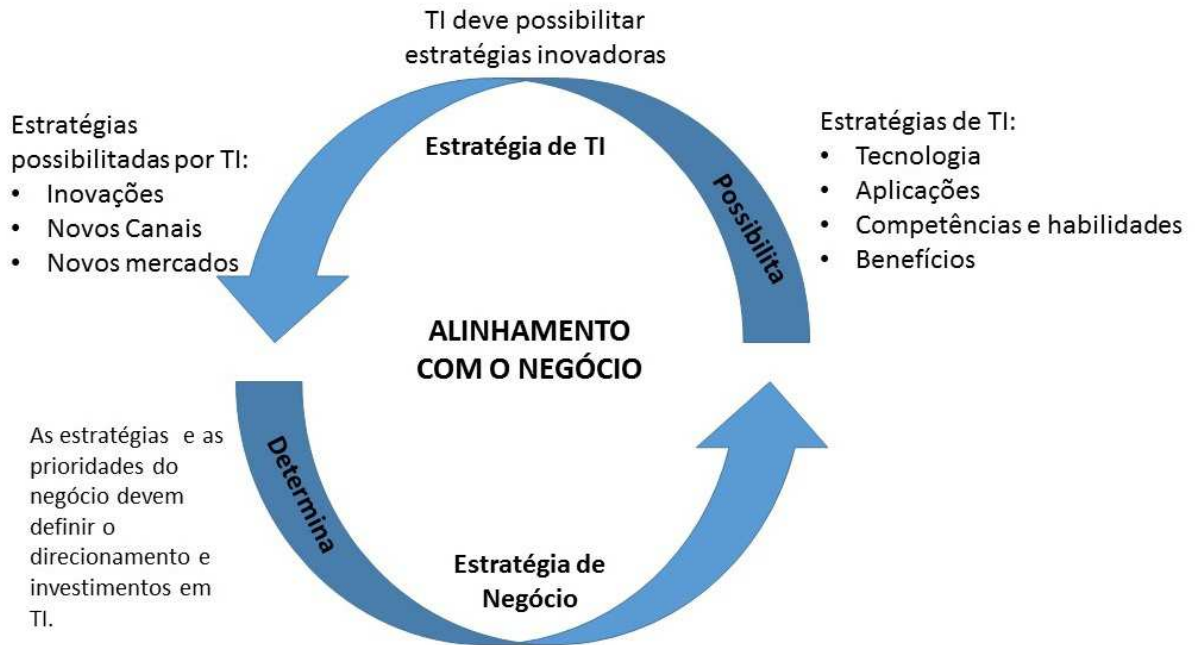 TI deve possibilitar
estratégias inovadoras
Estratégias
possibilitadas por TI:
• Inovações
• Novos Canais
• Novos mercados
Estratégia de TI
Possibilita
Estratégias de TI:
• Tecnologia
• Aplicações
• Competências e habilidades
• Benefícios
ALINHAMENTO
COM O NEGÓCIO
As estratégias e as
prioridades do
negócio devem
definir o
direcionamento e
investimentos em
TI.
Determina
Estratégia de
Negócio